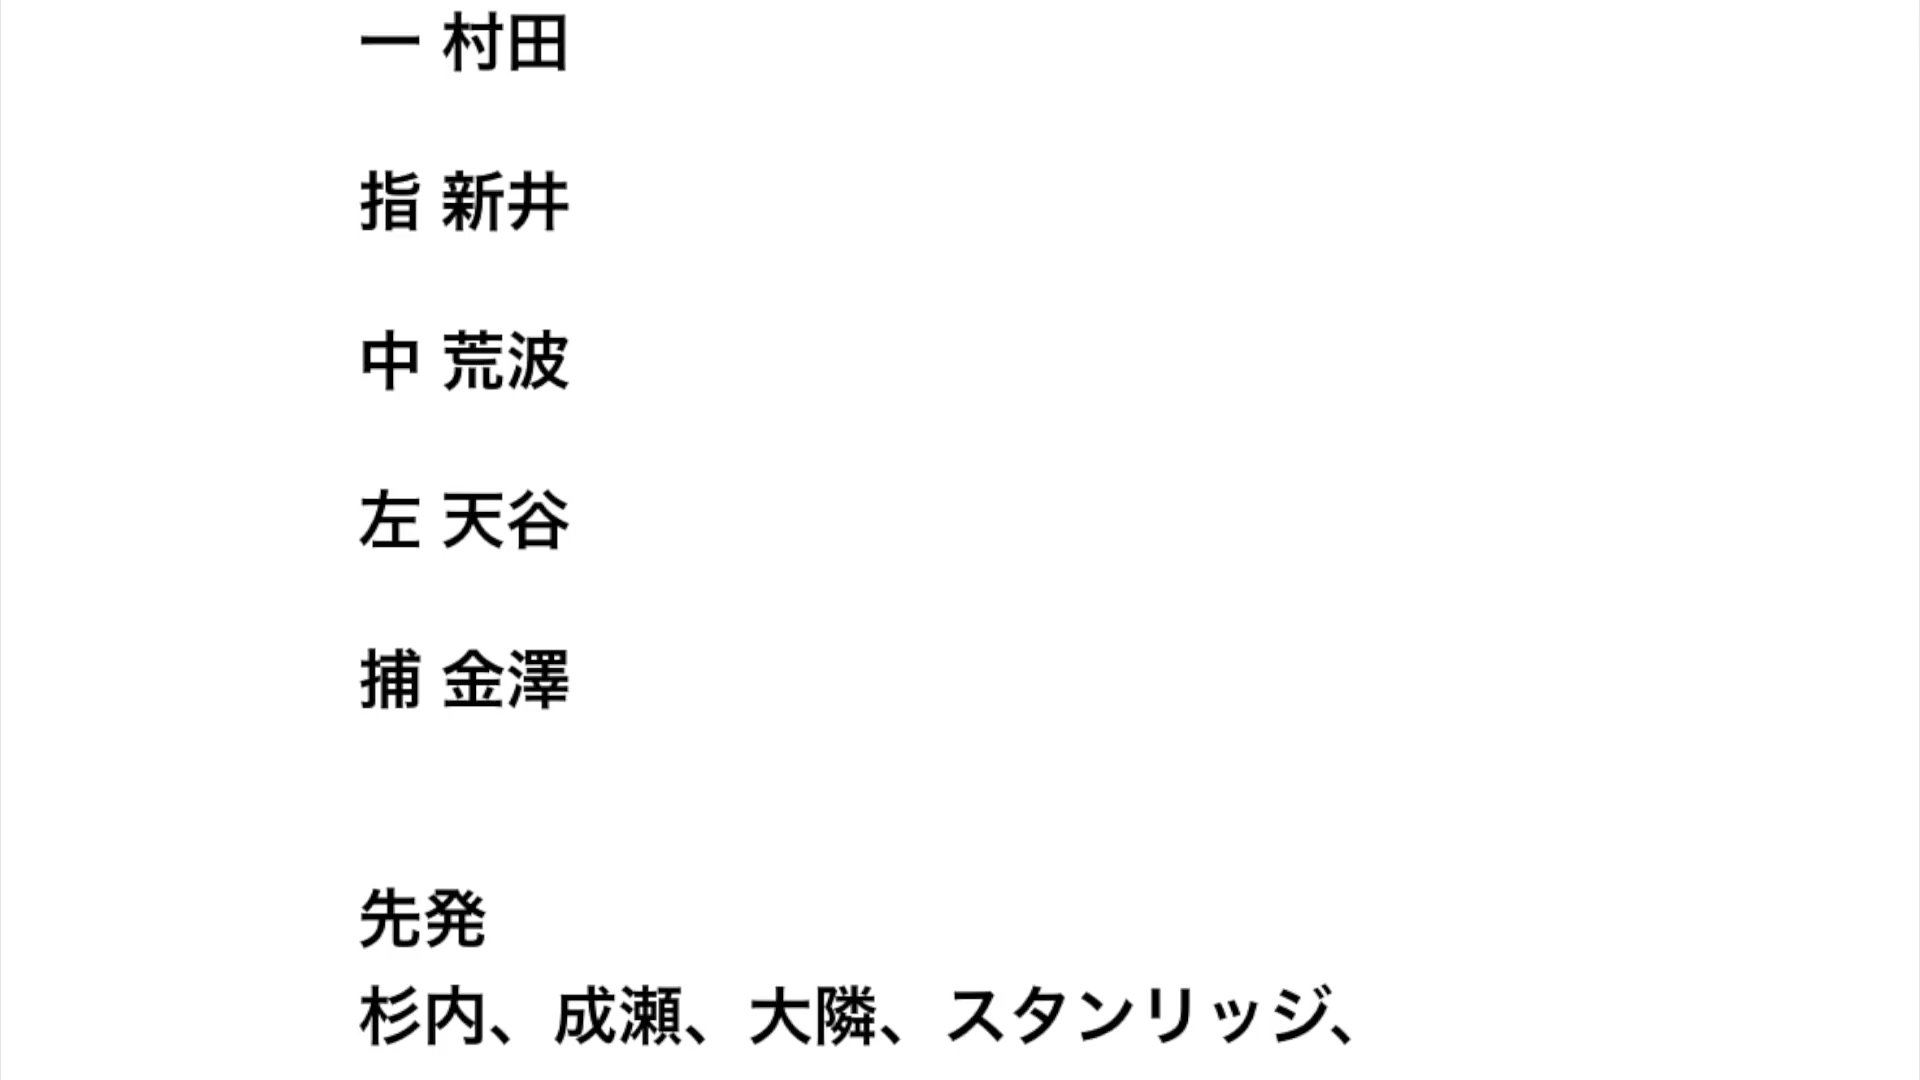 一 村田
指 新井
中 荒波
左 天谷
捕 金澤
先発
杉内、成瀬、大隣、スタンリッジ、